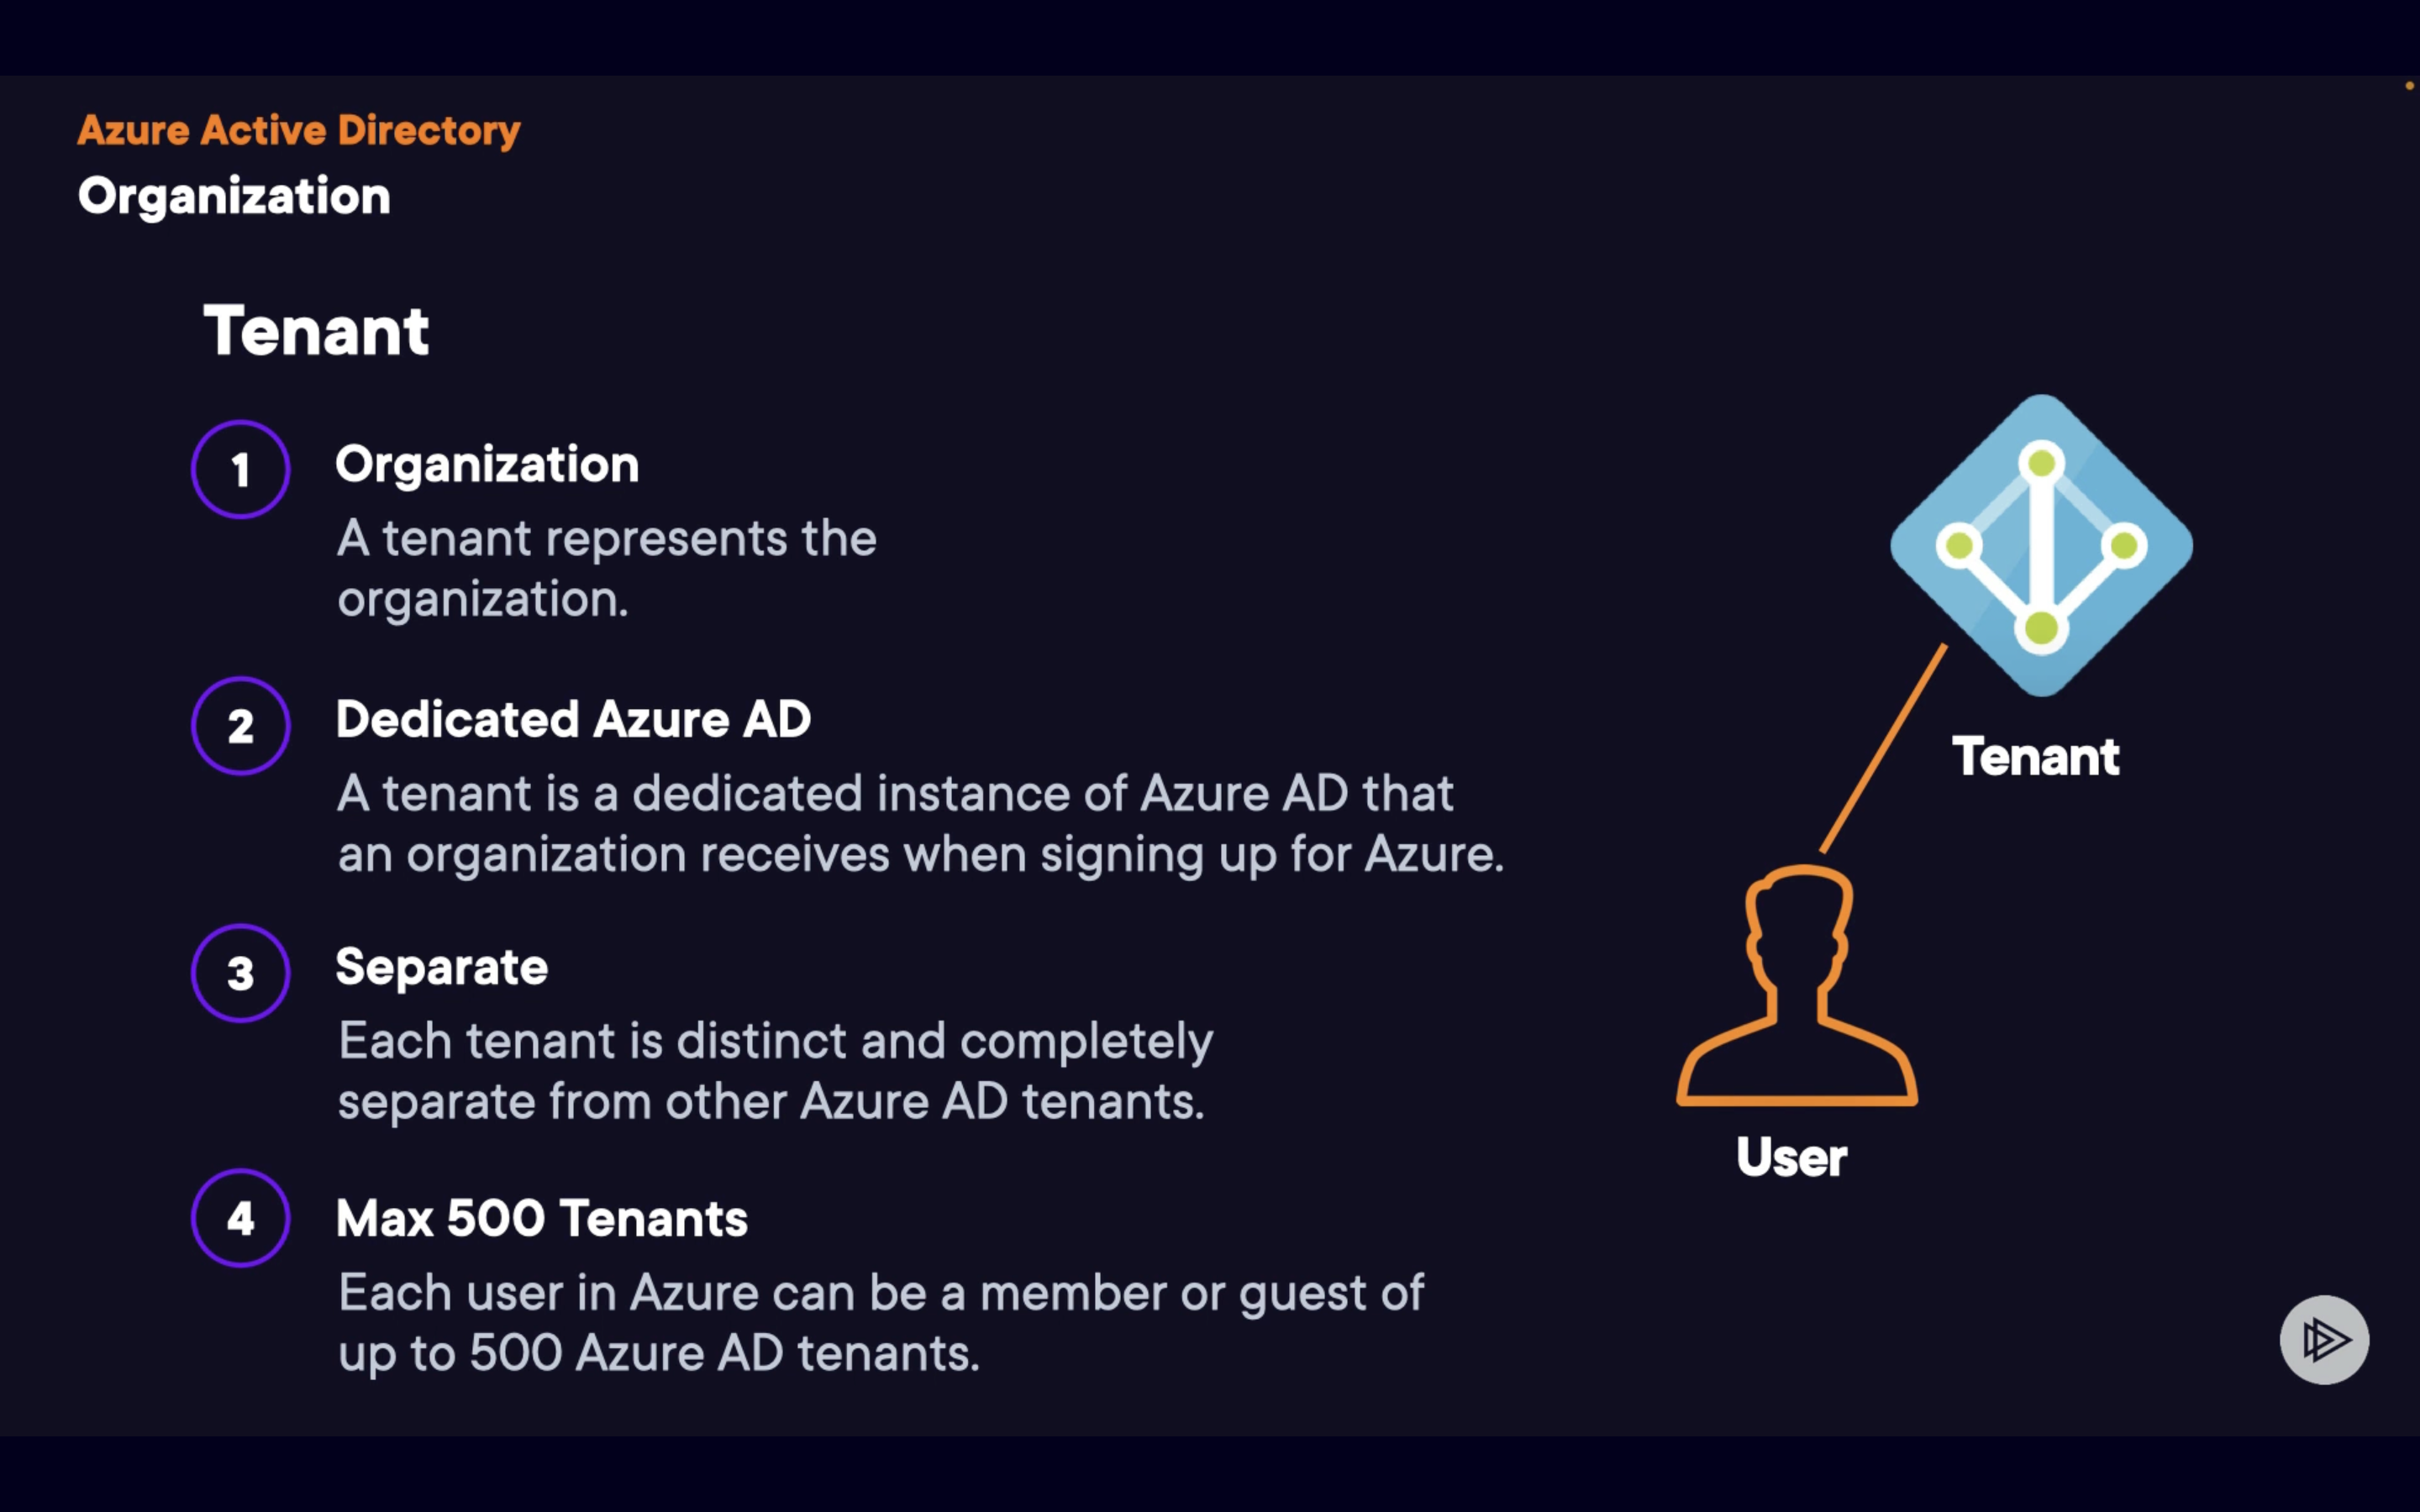 Azure Active Directory
Organization
Tenant
1
Organization
A tenant represents the
organization.
2
Dedicated Azure AD
A tenant is a dedicated instance of Azure AD that
an organization receives when signing up for Azure.
3
Separate
Each tenant is distinct and completely
separate from other Azure AD tenants.
4
Max 500 Tenants
Each user in Azure can be a member or guest of
up to 500 Azure AD tenants.
Tenant
User